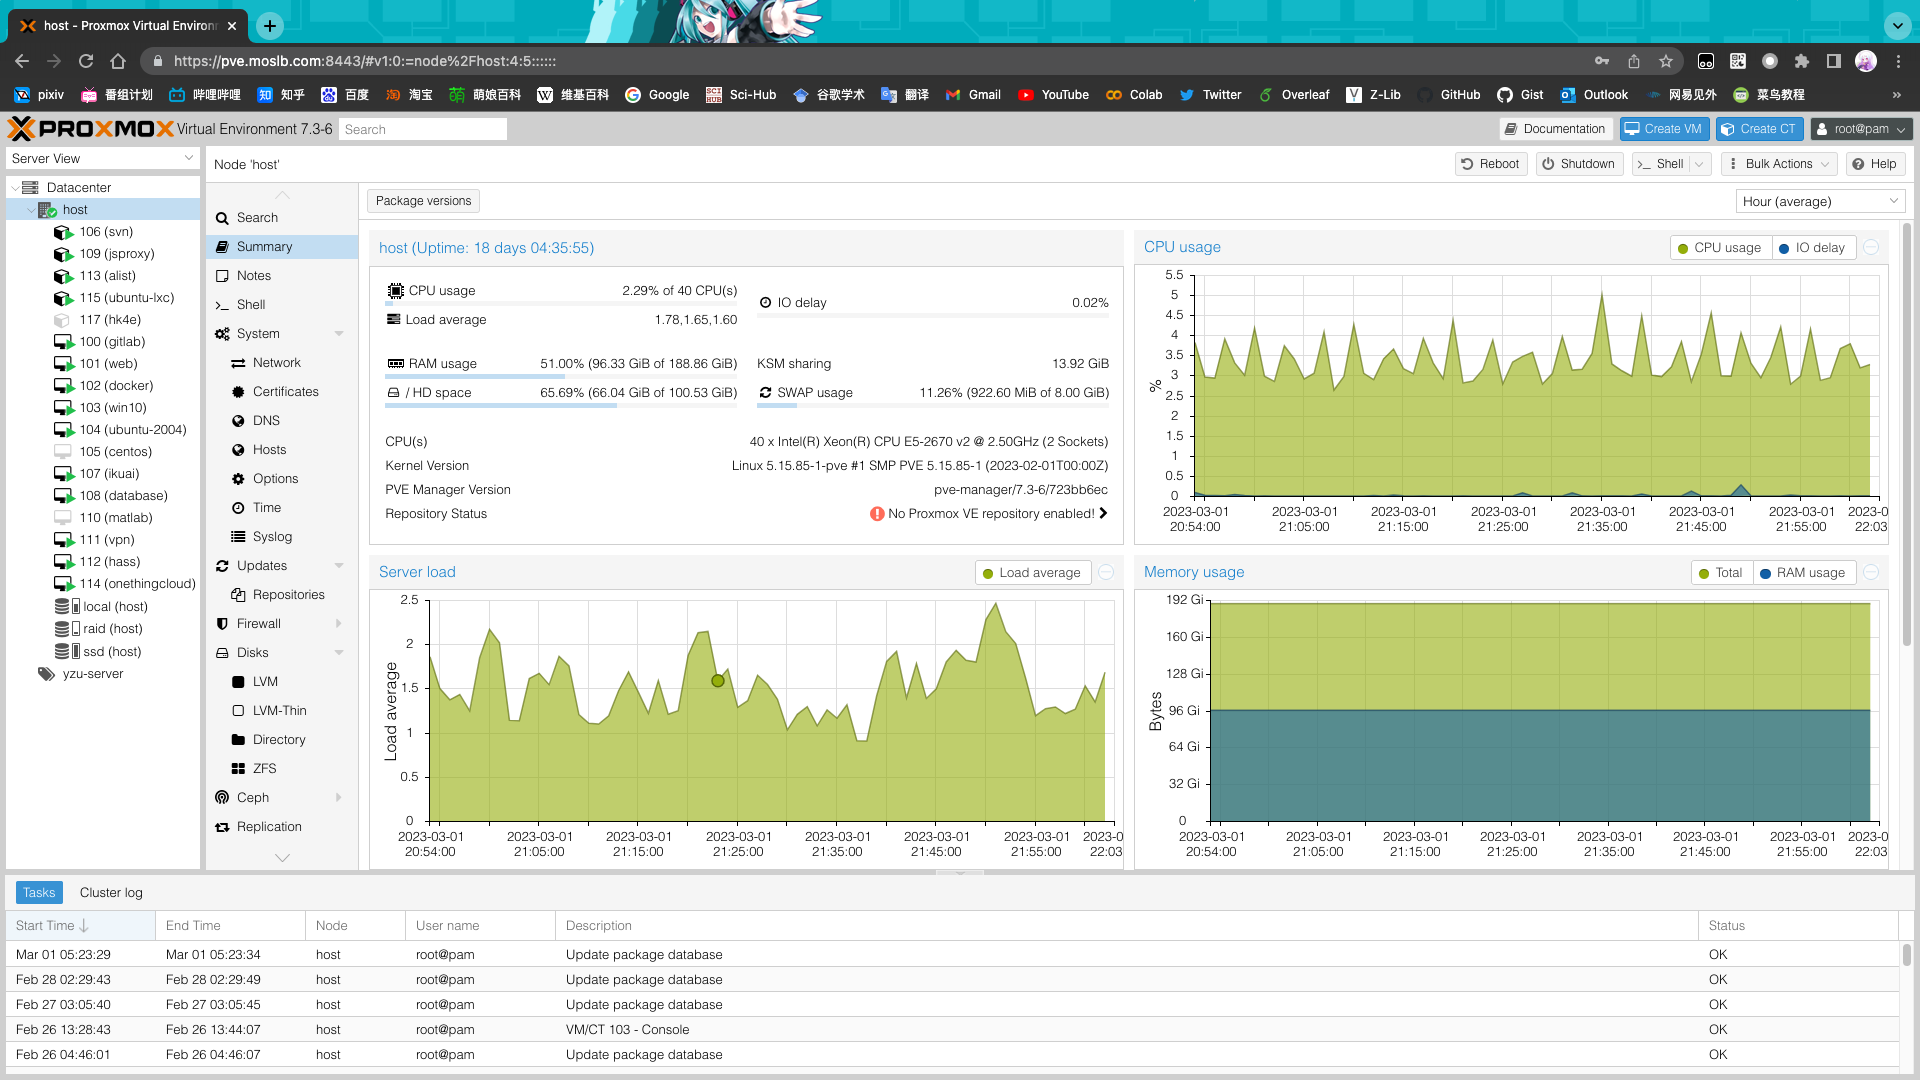 host - Proxmox Virtual Environ
https://pve.moslb.com:8443/#v1:0:=node%2Fhost:4:5::::::
pixiv 番组计划 哔哩哔哩 知乎 百度 淘宝 萌娘百科 维基百科 Google Sci-Hub 谷歌学术 翻译 Gmail YouTube Colab Twitter Overleaf Z-Lib GitHub Gist Outlook 网易见外 菜鸟教程 »
PROXMOX Virtual Environment 7.3-6 Search Documentation Create VM Create CT root@pam
Server View
Datacenter
host
106 (svn)
109 (jsproxy)
113 (alist)
115 (ubuntu-lxc)
117 (hk4e)
100 (gitlab)
101 (web)
102 (docker)
103 (win10)
104 (ubuntu-2004)
105 (centos)
107 (ikuai)
108 (database)
110 (matlab)
111 (vpn)
112 (hass)
114 (onethingcloud)
local (host)
raid (host)
ssd (host)
yzu-server
Node 'host' Reboot Shutdown Shell Bulk Actions Help
Search
Summary
Notes
Shell
System
Network
Certificates
DNS
Hosts
Options
Time
Syslog
Updates
Repositories
Firewall
Disks
LVM
LVM-Thin
Directory
ZFS
Ceph
Replication
Package versions Hour (average)
host (Uptime: 18 days 04:35:55)
CPU usage 2.29% of 40 CPU(s)
Load average 1.78,1.65,1.60
IO delay 0.02%
RAM usage 51.00% (96.33 GiB of 188.86 GiB)
KSM sharing 13.92 GiB
/ HD space 65.69% (66.04 GiB of 100.53 GiB)
SWAP usage 11.26% (922.60 MiB of 8.00 GiB)
CPU(s) 40 x Intel(R) Xeon(R) CPU E5-2670 v2 @ 2.50GHz (2 Sockets)
Kernel Version Linux 5.15.85-1-pve #1 SMP PVE 5.15.85-1 (2023-02-01T00:00Z)
PVE Manager Version pve-manager/7.3-6/723bb6ec
Repository Status No Proxmox VE repository enabled!
CPU usage CPU usage IO delay
5.5
5
4.5
4
3.5
3
2.5
2
1.5
1
0.5
0
%
2023-03-01 2023-03-01 2023-03-01 2023-03-01 2023-03-01 2023-03-01 2023-03-01 2023-0
20:54:00 21:05:00 21:15:00 21:25:00 21:35:00 21:45:00 21:55:00 22:03
Server load Load average
2.5
2
1.5
1
0.5
0
Load average
2023-03-01 2023-03-01 2023-03-01 2023-03-01 2023-03-01 2023-03-01 2023-03-01 2023-0
20:54:00 21:05:00 21:15:00 21:25:00 21:35:00 21:45:00 21:55:00 22:03
Memory usage Total RAM usage
192 Gi
160 Gi
128 Gi
96 Gi
64 Gi
32 Gi
0
Bytes
2023-03-01 2023-03-01 2023-03-01 2023-03-01 2023-03-01 2023-03-01 2023-03-01 2023-0
20:54:00 21:05:00 21:15:00 21:25:00 21:35:00 21:45:00 21:55:00 22:03
Tasks Cluster log
Start Time End Time Node User name Description Status
Mar 01 05:23:29 Mar 01 05:23:34 host root@pam Update package database OK
Feb 28 02:29:43 Feb 28 02:29:49 host root@pam Update package database OK
Feb 27 03:05:40 Feb 27 03:05:45 host root@pam Update package database OK
Feb 26 13:28:43 Feb 26 13:44:07 host root@pam VM/CT 103 - Console OK
Feb 26 04:46:01 Feb 26 04:46:07 host root@pam Update package database OK